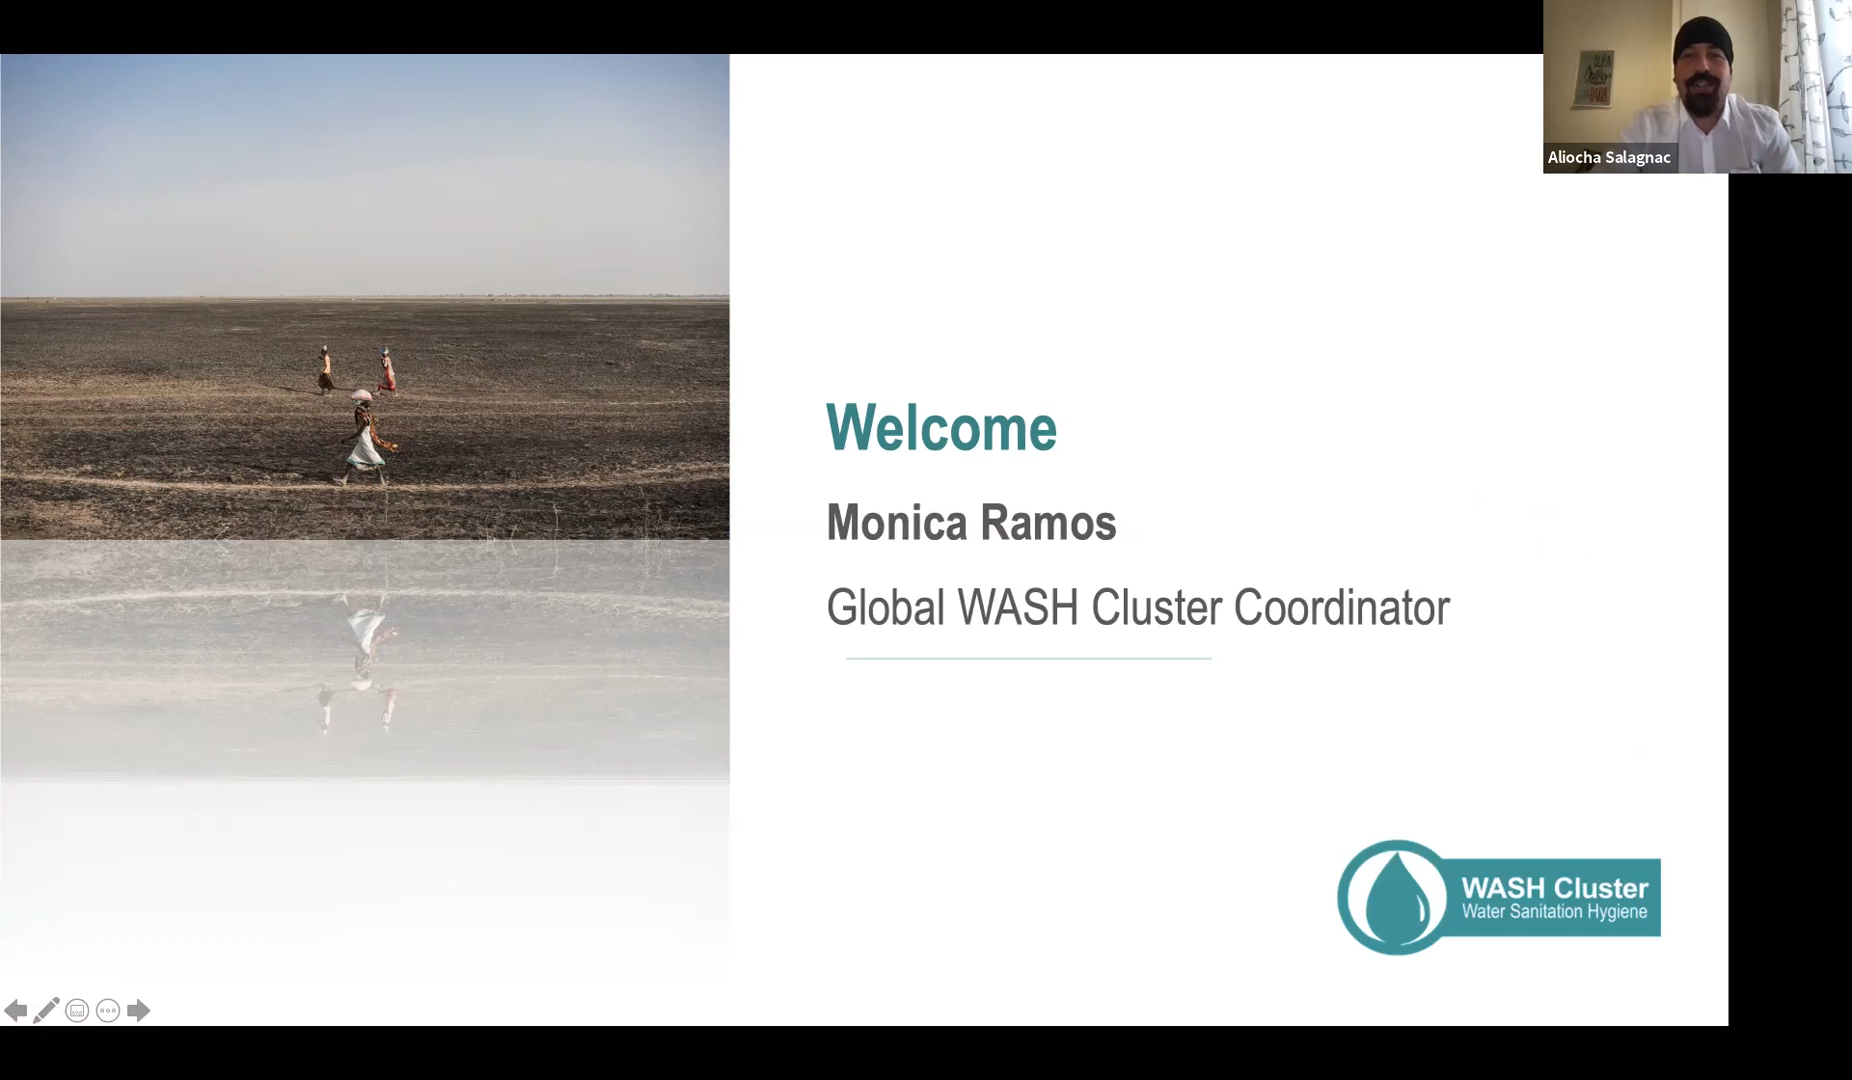 Aliocha Salagnac
Welcome
Monica Ramos
Global WASH Cluster Coordinator
WASH Cluster
Water Sanitation Hygiene